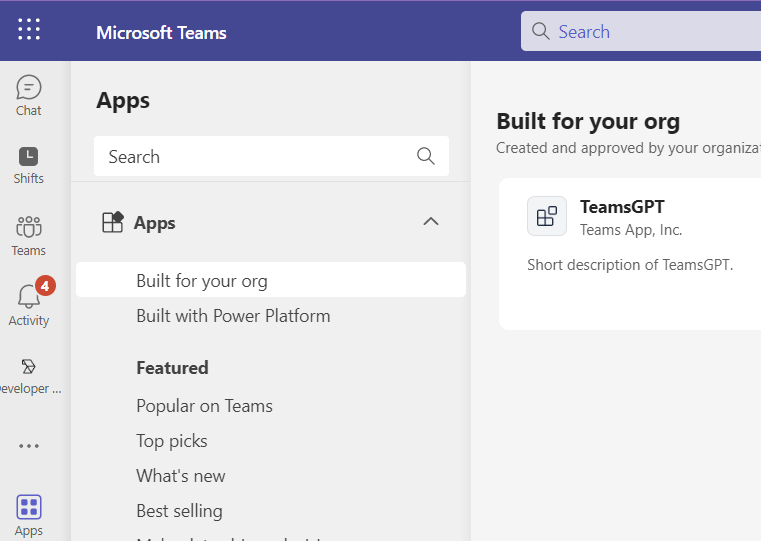 Microsoft Teams
Search
Chat
Shifts
Teams
4
Activity
eveloper ...
Apps
Apps
Search
Apps
Built for your org
Built with Power Platform
Featured
Popular on Teams
Top picks
What's new
Best selling
Built for your org
Created and approved by your organizat
TeamsGPT
Teams App, Inc.
Short description of TeamsGPT.